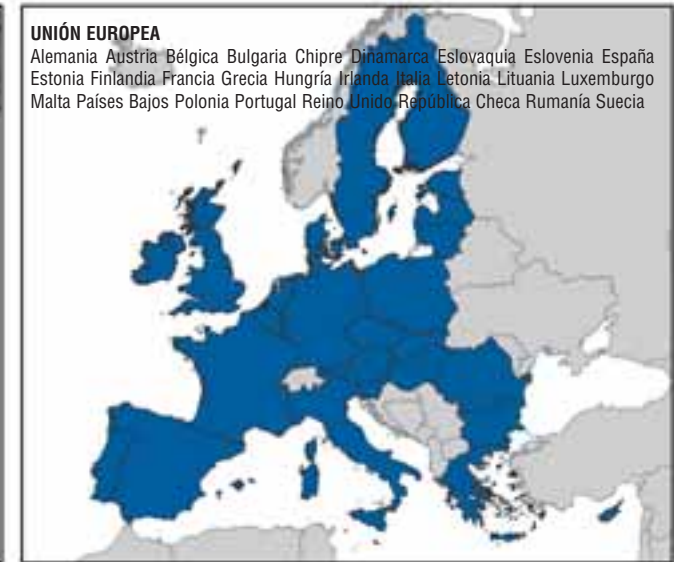 UNIÓN EUROPEA
Alemania Austria Bélgica Bulgaria Chipre Dinamarca Eslovaquia Eslovenia España
Estonia Finlandia Francia Grecia Hungría Irlanda Italia Letonia Lituania Luxemburgo
Malta Países Bajos Polonia Portugal Reino Unido República Checa Rumanía Suecia